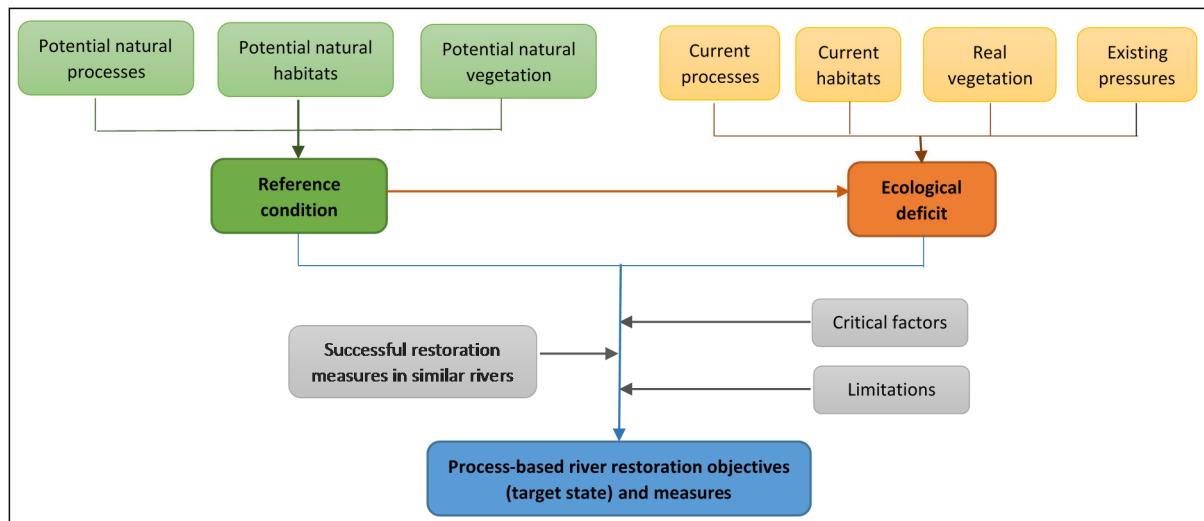 Potential natural
processes
Potential natural
habitats
Potential natural
vegetation
Current
processes
Current
habitats
Real
vegetation
Existing
pressures
Reference
condition
Ecological
deficit
Critical factors
Successful restoration
measures in similar rivers
Limitations
Process-based river restoration objectives
(target state) and measures